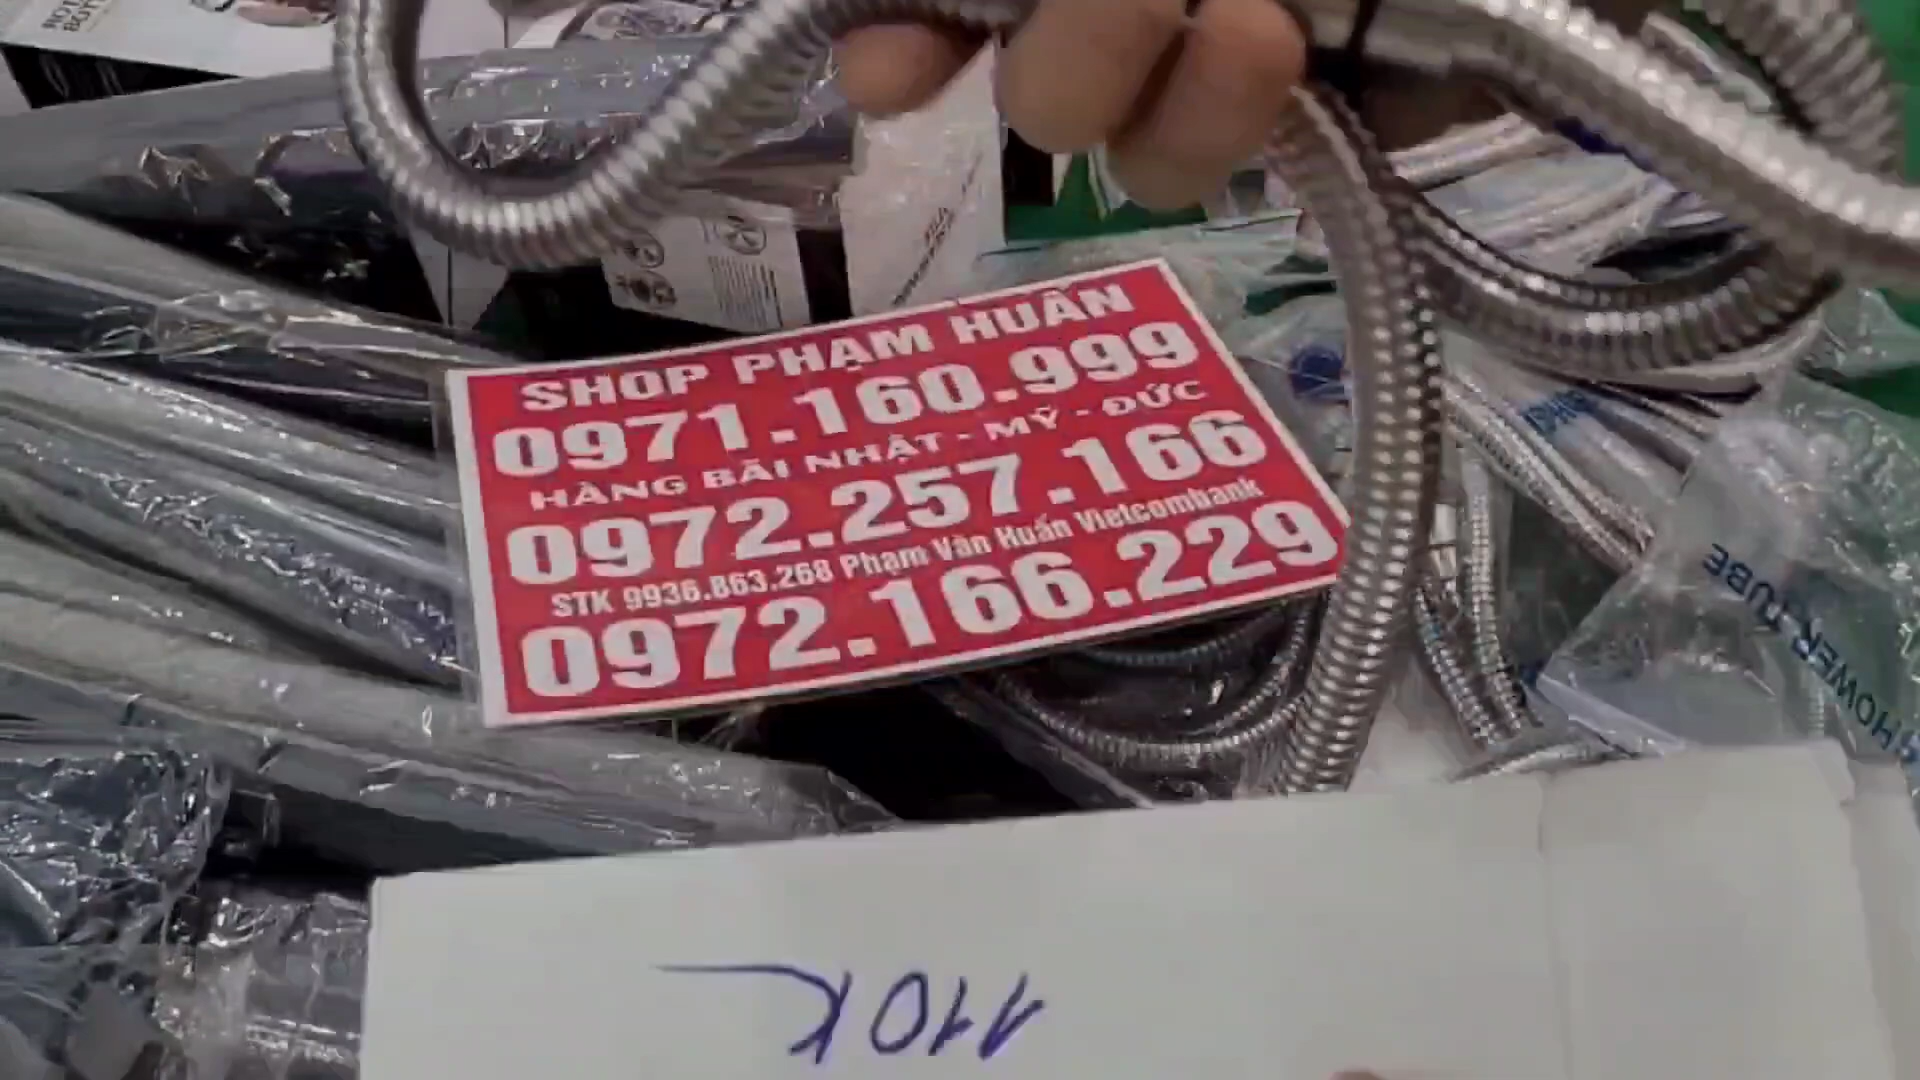 SHOP PHẠM HUẤN
0971.160.999
HÀNG BÃI NHẬT - MỸ - ĐỨC
0972.257.166
STK 9936.863.268 Phạm Văn Huấn Vietcombank
0972.166.229
SHOWER TUBE
110K